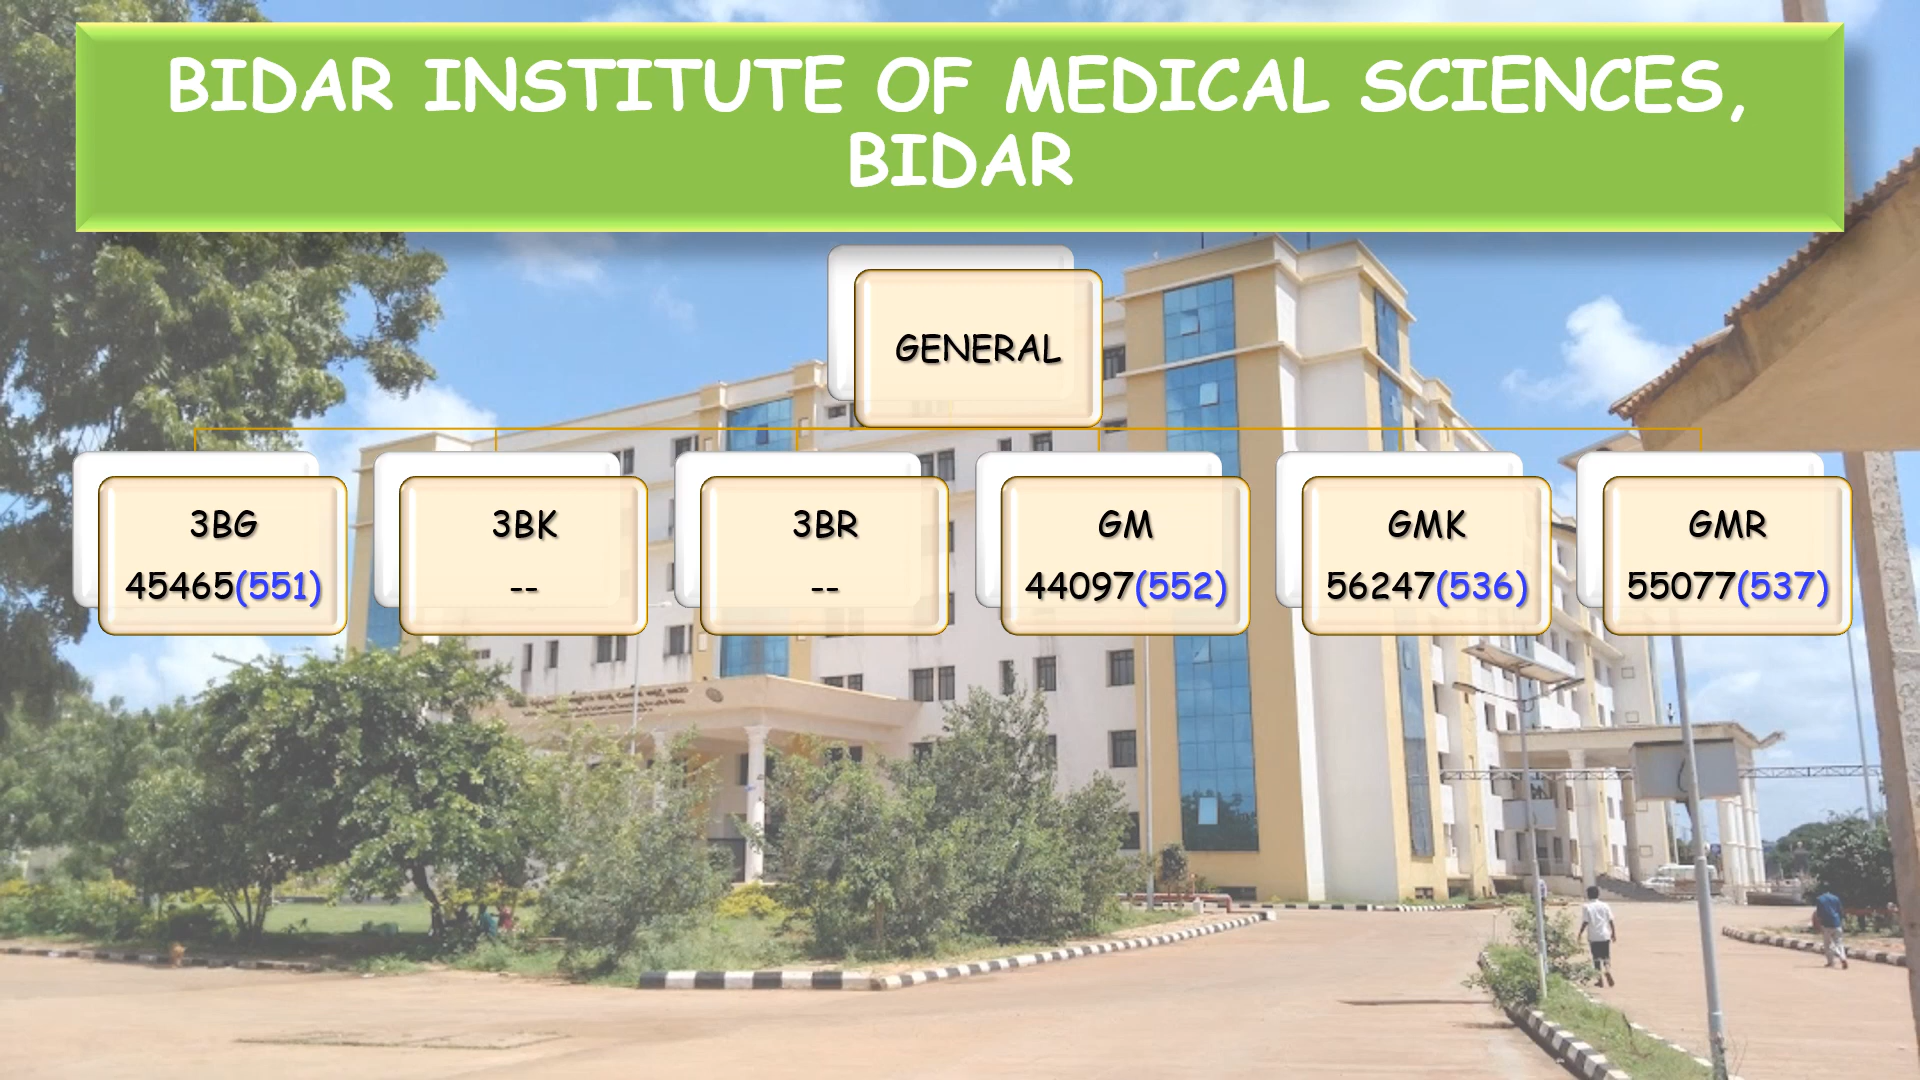 BIDAR INSTITUTE OF MEDICAL SCIENCES,
BIDAR
GENERAL
3BG
45465(551)
3BK
--
3BR
--
GM
44097(552)
GMK
56247(536)
GMR
55077(537)